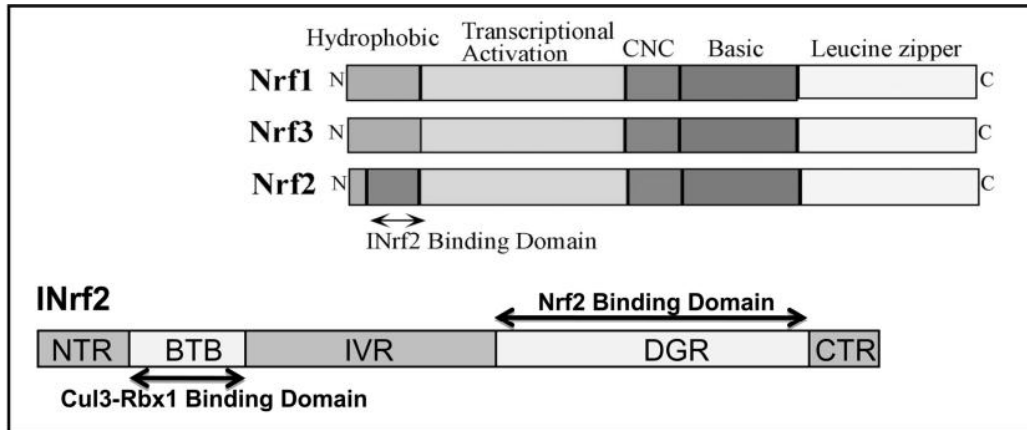 Hydrophobic Transcriptional Activation CNC Basic Leucine zipper
Nrf1 N C
Nrf3 N C
Nrf2 N C
INrf2 Binding Domain
INrf2
Nrf2 Binding Domain
NTR BTB IVR DGR CTR
Cul3-Rbx1 Binding Domain